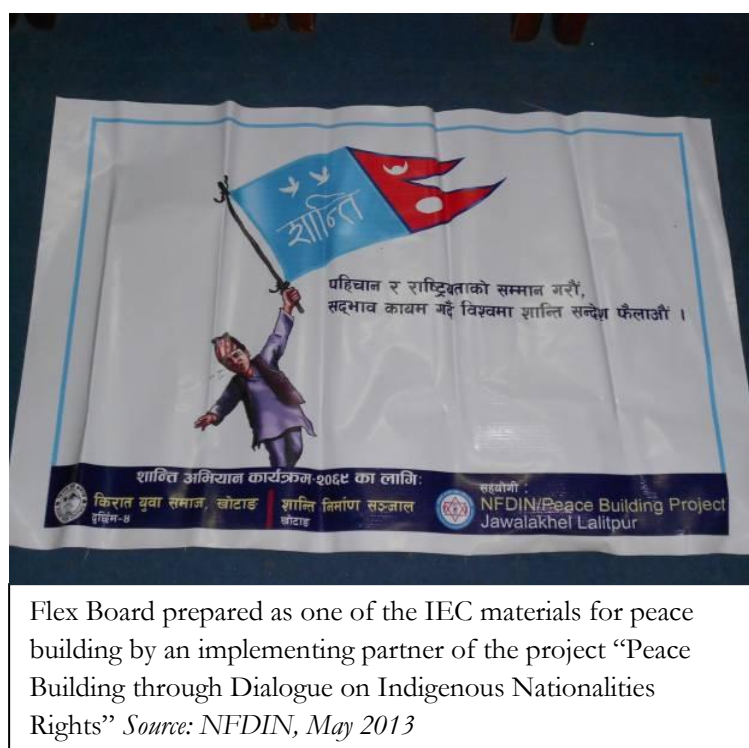 शान्ति
पहिचान र राष्ट्रियताको सम्मान गरौं,
सद्‌भाव कायम गर्दै विश्वमा शान्ति सन्देश फैलाऔं ।
शान्ति अभियान कार्यक्रम-२०६९ का लागि:
किरात युवा समाज, खोटाङ
दुर्छिम-४
शान्ति निर्माण सञ्जाल
खोटाङ
सहयोगी :
NFDIN/Peace Building Project
Jawalakhel Lalitpur
Flex Board prepared as one of the IEC materials for peace
building by an implementing partner of the project “Peace
Building through Dialogue on Indigenous Nationalities
Rights” Source: NFDIN, May 2013